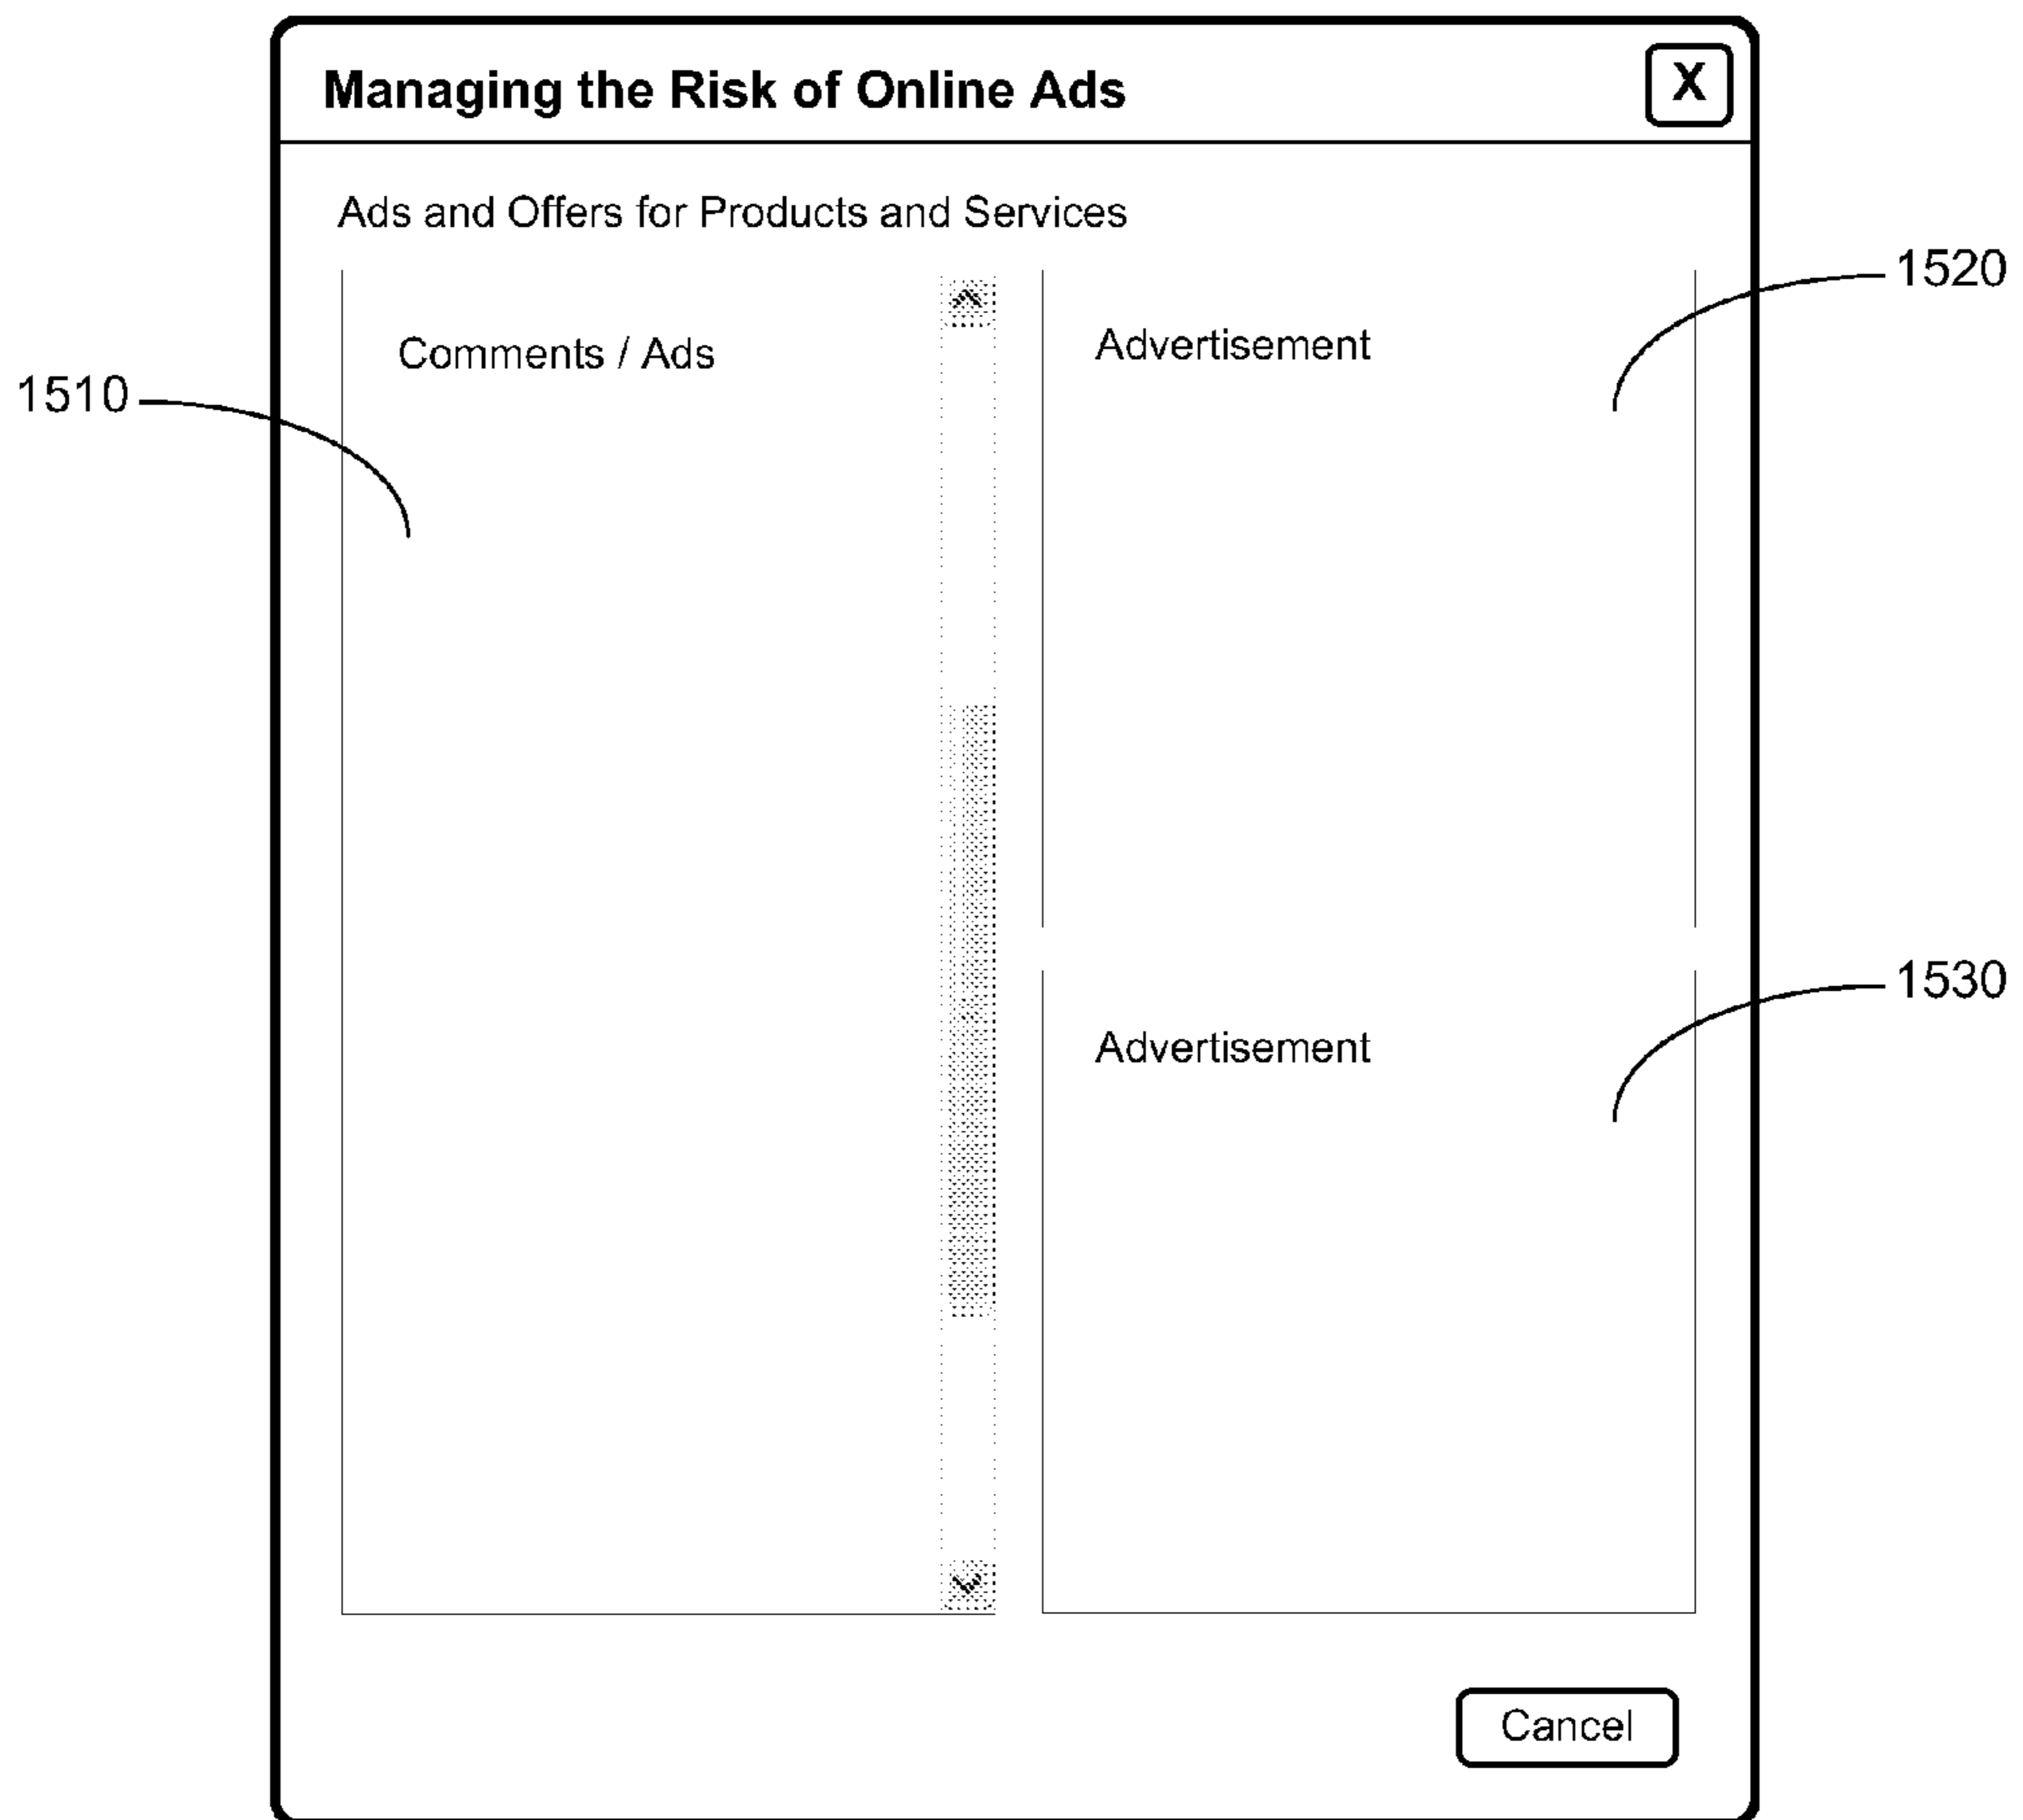 Managing the Risk of Online Ads
X
Ads and Offers for Products and Services
1520
Comments / Ads
Advertisement
1510
1530
Advertisement
Cancel